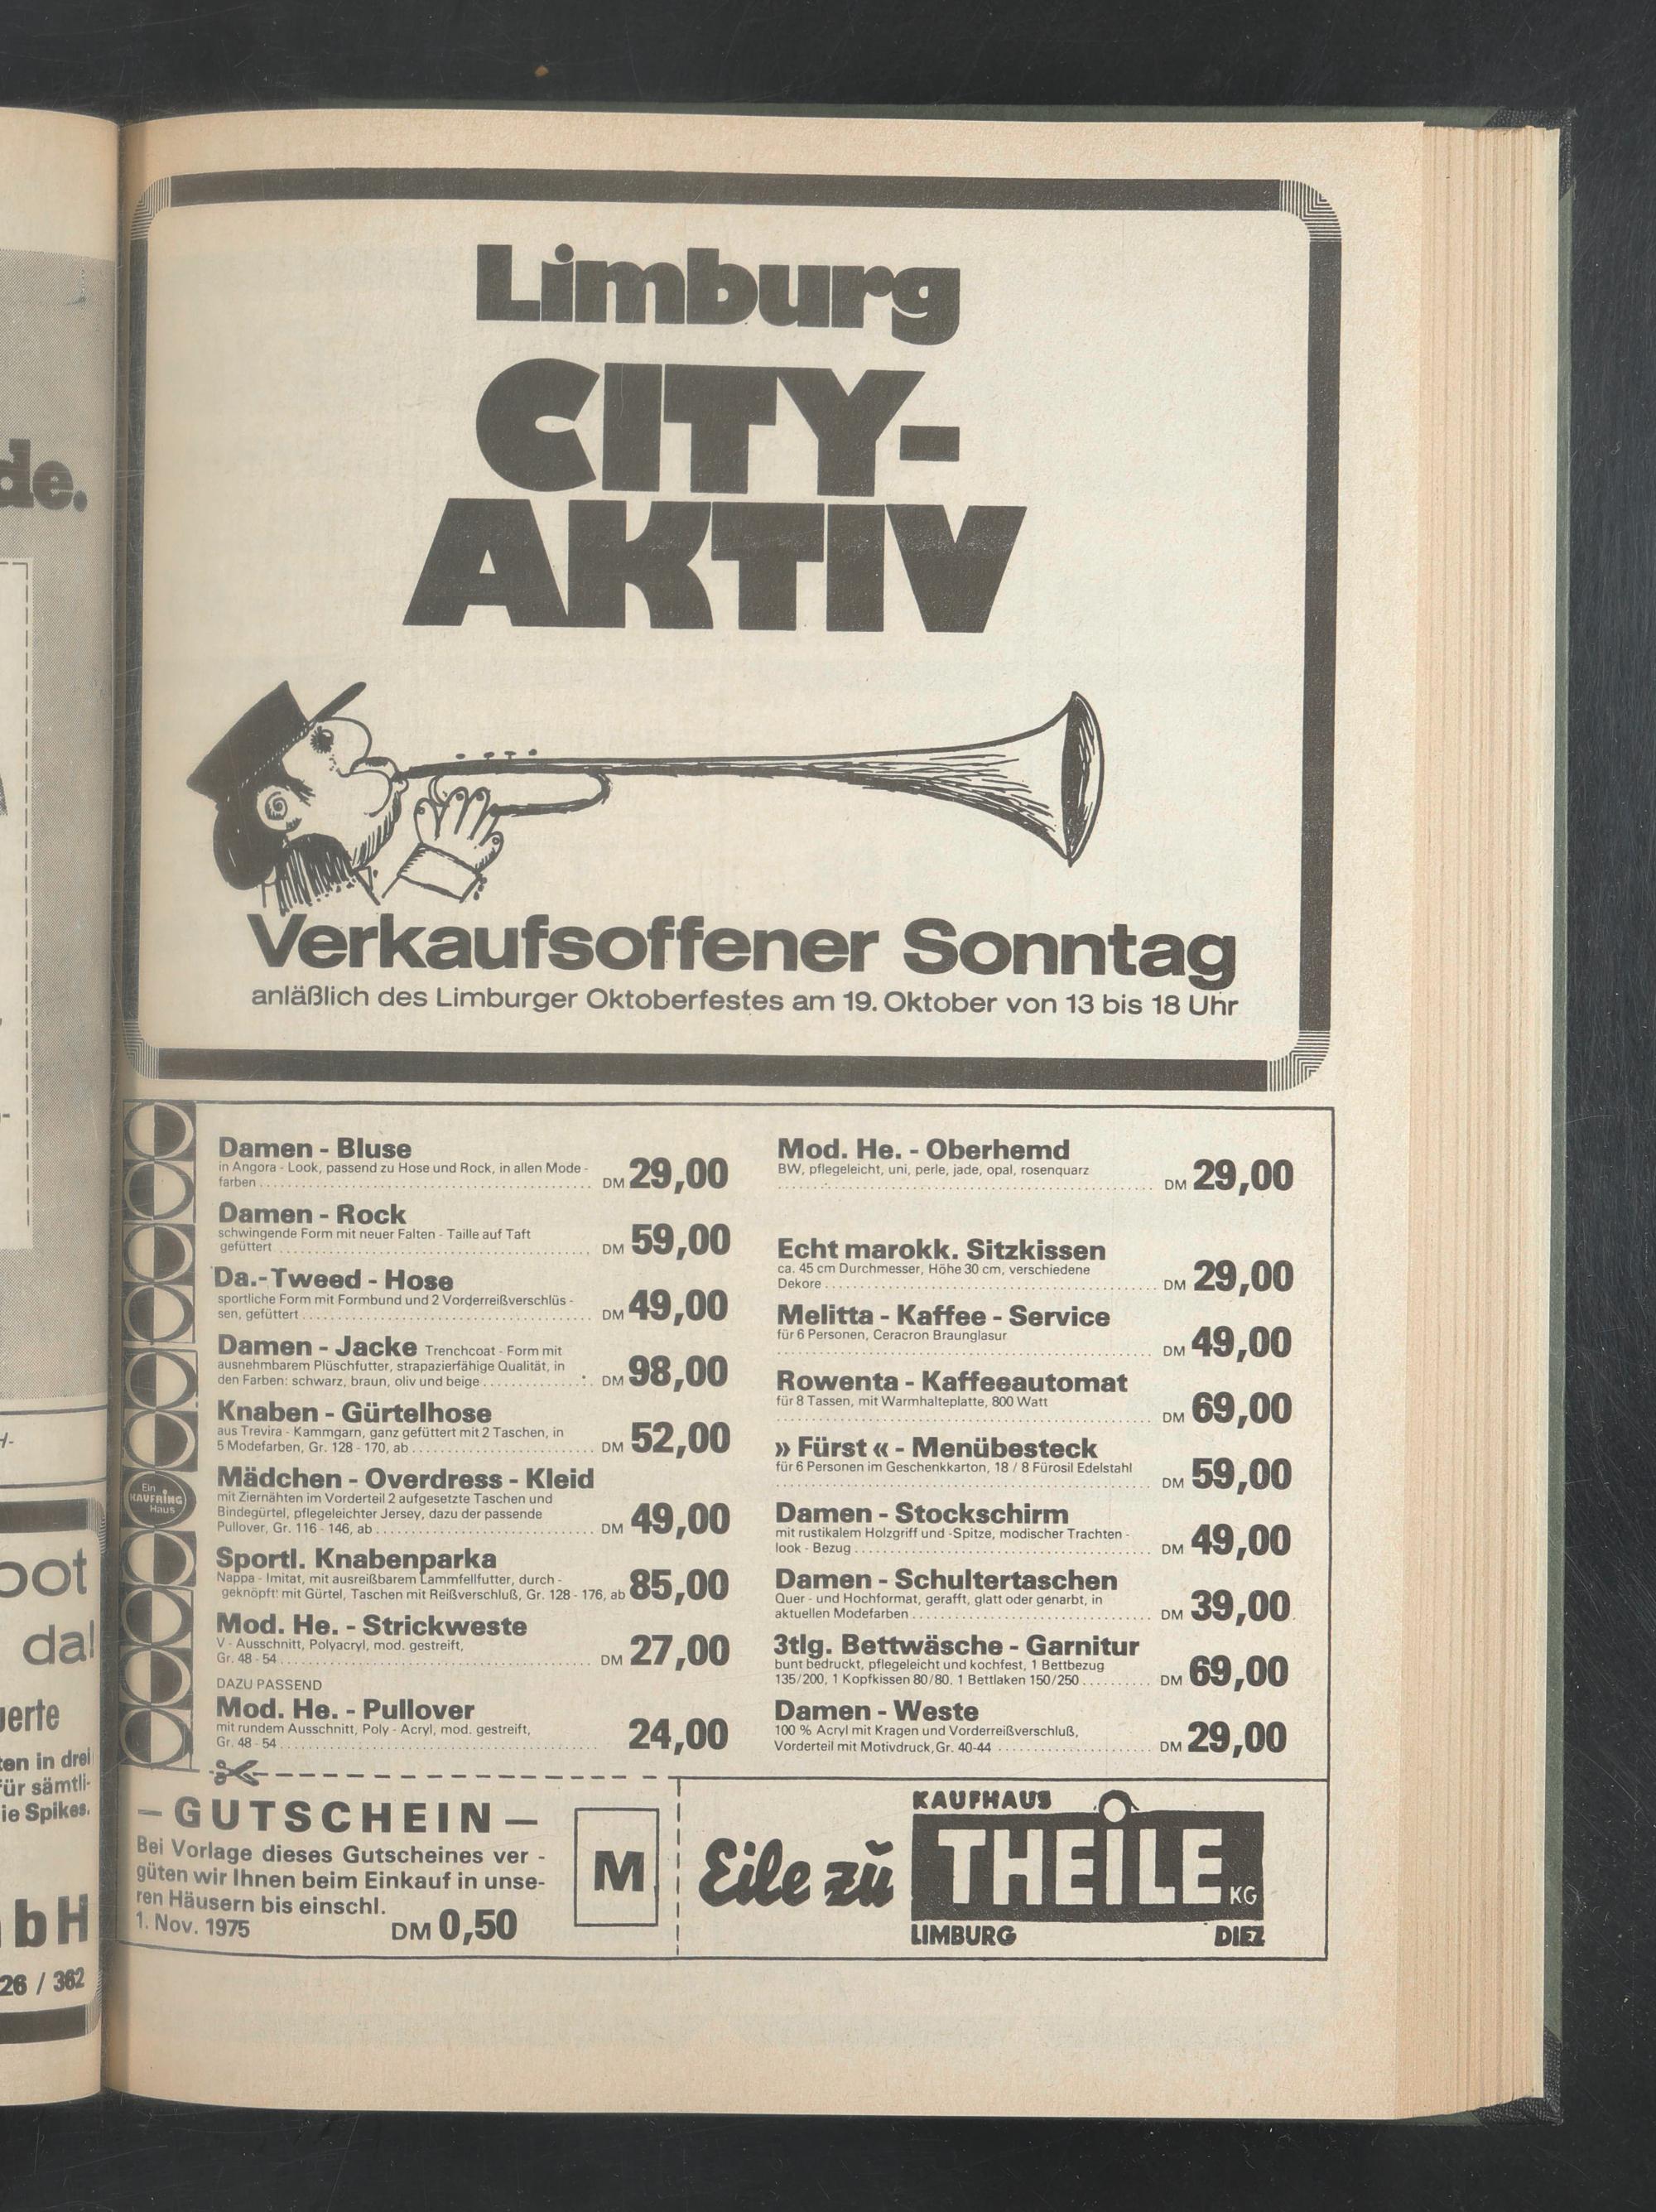 de.
H-
oot
dal
uerte
ten in drei
für sämtli-
ie Spikes.
bH
26 / 362
Limburg
CITY-
AKTIV
Verkaufsoffener Sonntag
anläßlich des Limburger Oktoberfestes am 19. Oktober von 13 bis 18 Uhr
Damen - Bluse
in Angora - Look, passend zu Hose und Rock, in allen Mode -
farben DM 29,00
Damen - Rock
schwingende Form mit neuer Falten - Taille auf Taft
gefüttert DM 59,00
Da.-Tweed - Hose
sportliche Form mit Formbund und 2 Vorderreißverschlüs -
sen, gefüttert DM 49,00
Damen - Jacke Trenchcoat - Form mit
ausnehmbarem Plüschfutter, strapazierfähige Qualität, in
den Farben: schwarz, braun, oliv und beige DM 98,00
Knaben - Gürtelhose
aus Trevira - Kammgarn, ganz gefüttert mit 2 Taschen, in
5 Modefarben, Gr. 128 - 170, ab DM 52,00
Mädchen - Overdress - Kleid
mit Ziernähten im Vorderteil 2 aufgesetzte Taschen und
Bindegürtel, pflegeleichter Jersey, dazu der passende
Pullover, Gr. 116 - 146, ab DM 49,00
Sportl. Knabenparka
Nappa - Imitat, mit ausreißbarem Lammfellfutter, durch -
geknöpft mit Gürtel, Taschen mit Reißverschluß, Gr. 128 - 176, ab 85,00
Mod. He. - Strickweste
V - Ausschnitt, Polyacryl, mod. gestreift,
Gr. 48 - 54 DM 27,00
DAZU PASSEND
Mod. He. - Pullover
mit rundem Ausschnitt, Poly - Acryl, mod. gestreift,
Gr. 48 - 54 24,00
Ein
KAUFRING
Haus
Mod. He. - Oberhemd
BW, pflegeleicht, uni, perle, jade, opal, rosenquarz
DM 29,00
Echt marokk. Sitzkissen
ca. 45 cm Durchmesser, Höhe 30 cm, verschiedene
Dekore DM 29,00
Melitta - Kaffee - Service
für 6 Personen, Ceracron Braunglasur
DM 49,00
Rowenta - Kaffeeautomat
für 8 Tassen, mit Warmhalteplatte, 800 Watt
DM 69,00
» Fürst « - Menübesteck
für 6 Personen im Geschenkkarton, 18 / 8 Fürosil Edelstahl
DM 59,00
Damen - Stockschirm
mit rustikalem Holzgriff und -Spitze, modischer Trachten -
look - Bezug DM 49,00
Damen - Schultertaschen
Quer - und Hochformat, gerafft, glatt oder genarbt, in
aktuellen Modefarben DM 39,00
3tlg. Bettwäsche - Garnitur
bunt bedruckt, pflegeleicht und kochfest, 1 Bettbezug
135/200, 1 Kopfkissen 80/80, 1 Bettlaken 150/250 DM 69,00
Damen - Weste
100 % Acryl mit Kragen und Vorderreißverschluß,
Vorderteil mit Motivdruck, Gr. 40-44 DM 29,00
– GUTSCHEIN –
Bei Vorlage dieses Gutscheines ver -
güten wir Ihnen beim Einkauf in unse-
ren Häusern bis einschl.
1. Nov. 1975 DM 0,50
M
Eile zu
KAUFHAUS
THEILE KG
LIMBURG DIEZ